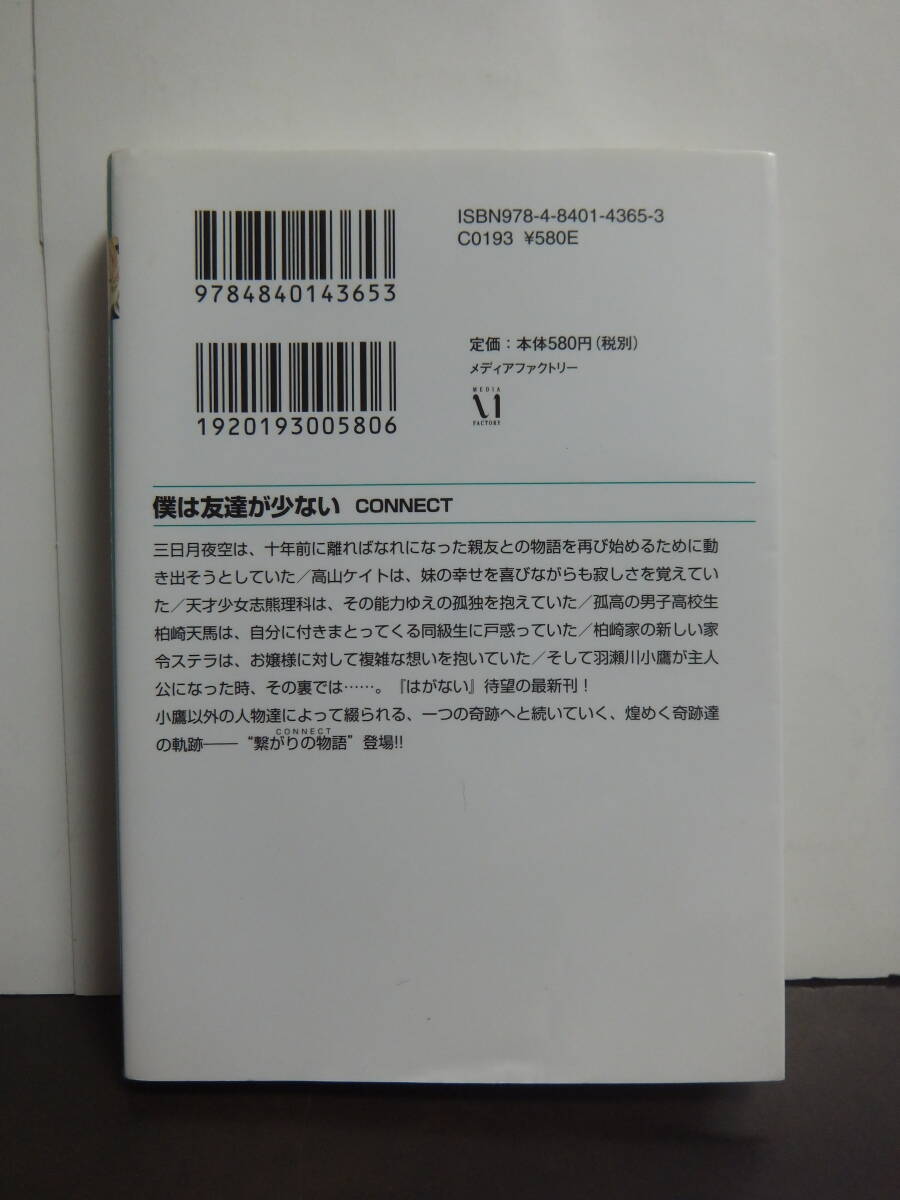 9784840143653
ISBN978-4-8401-4365-3
C0193 ¥580E
1920193005806
定価：本体580円（税別）
メディアファクトリー
MEDIA
FACTORY
僕は友達が少ない CONNECT
三日月夜空は、十年前に離ればなれになった親友との物語を再び始めるために動
き出そうとしていた／高山ケイトは、妹の幸せを喜びながらも寂しさを覚えてい
た／天才少女志熊理科は、その能力ゆえの孤独を抱えていた／孤高の男子高校生
柏崎天馬は、自分に付きまとってくる同級生に戸惑っていた／柏崎家の新しい家
令ステラは、お嬢様に対して複雑な想いを抱いていた／そして羽瀬川小鷹が主人
公になった時、その裏では……。『はがない』待望の最新刊！
小鷹以外の人物達によって綴られる、一つの奇跡へと続いていく、煌めく奇跡達
CONNECT
の軌跡――“繋がりの物語”登場!!